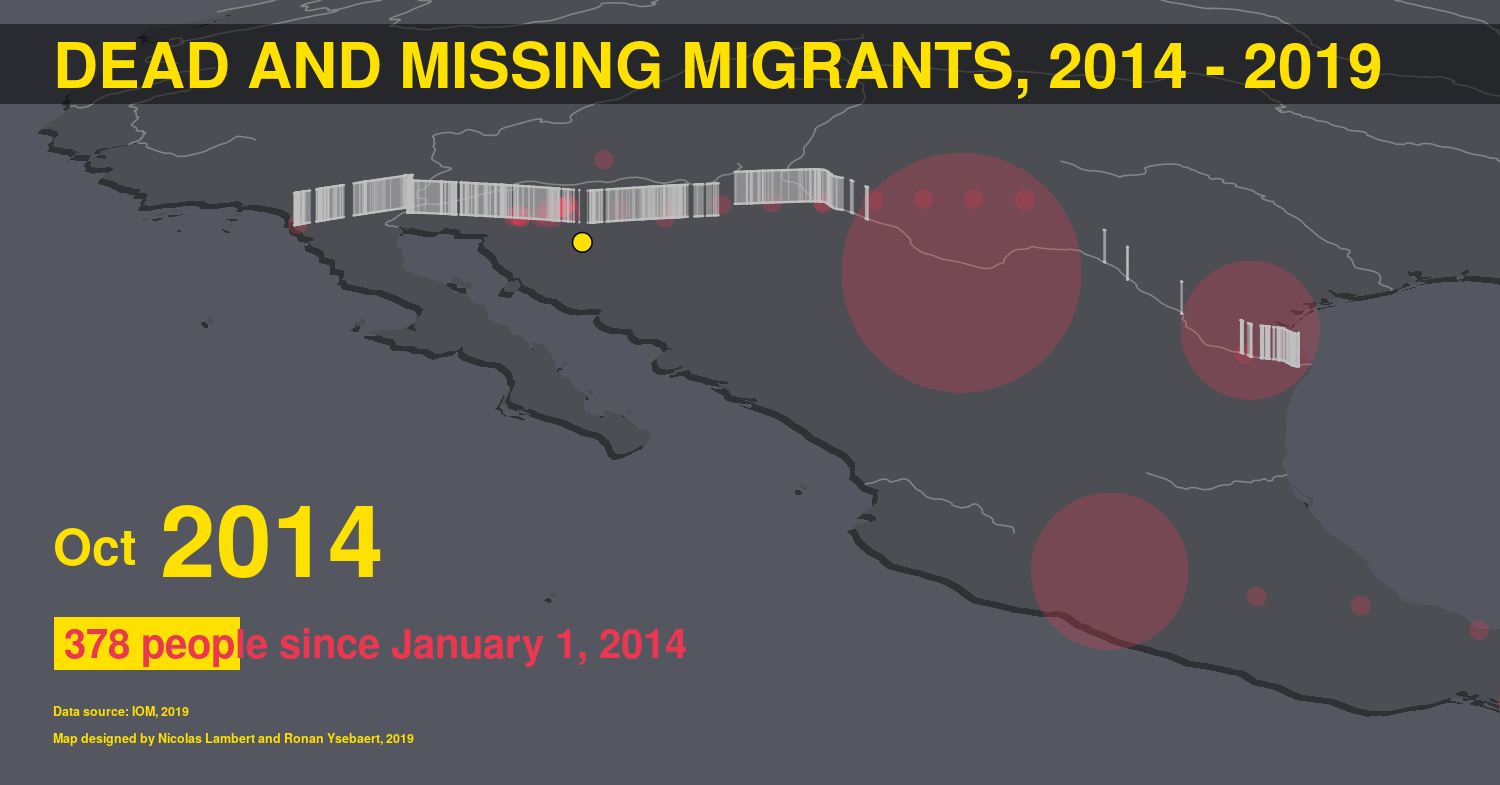 DEAD AND MISSING MIGRANTS, 2014 - 2019
Oct 2014
378 people since January 1, 2014
Data source: IOM, 2019
Map designed by Nicolas Lambert and Ronan Ysebaert, 2019